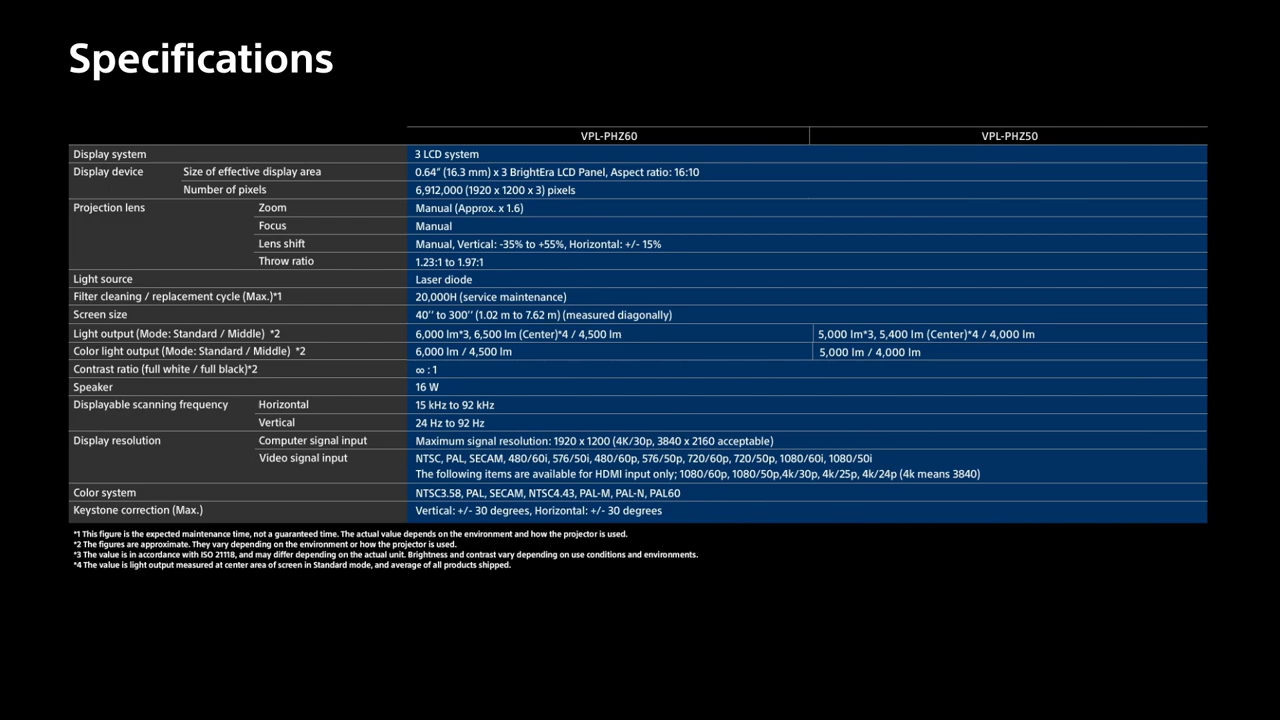 Specifications
VPL-PHZ60 VPL-PHZ50
Display system 3 LCD system
Display device Size of effective display area 0.64” (16.3 mm) x 3 BrightEra LCD Panel, Aspect ratio: 16:10
Number of pixels 6,912,000 (1920 x 1200 x 3) pixels
Projection lens Zoom Manual (Approx. x 1.6)
Focus Manual
Lens shift Manual, Vertical: -35% to +55%, Horizontal: +/- 15%
Throw ratio 1.23:1 to 1.97:1
Light source Laser diode
Filter cleaning / replacement cycle (Max.)*1 20,000H (service maintenance)
Screen size 40’’ to 300’’ (1.02 m to 7.62 m) (measured diagonally)
Light output (Mode: Standard / Middle) *2 6,000 lm*3, 6,500 lm (Center)*4 / 4,500 lm 5,000 lm*3, 5,400 lm (Center)*4 / 4,000 lm
Color light output (Mode: Standard / Middle) *2 6,000 lm / 4,500 lm 5,000 lm / 4,000 lm
Contrast ratio (full white / full black)*2 ∞ : 1
Speaker 16 W
Displayable scanning frequency Horizontal 15 kHz to 92 kHz
Vertical 24 Hz to 92 Hz
Display resolution Computer signal input Maximum signal resolution: 1920 x 1200 (4K/30p, 3840 x 2160 acceptable)
Video signal input NTSC, PAL, SECAM, 480/60i, 576/50i, 480/60p, 576/50p, 720/60p, 720/50p, 1080/60i, 1080/50i
The following items are available for HDMI input only; 1080/60p, 1080/50p,4k/30p, 4k/25p, 4k/24p (4k means 3840)
Color system NTSC3.58, PAL, SECAM, NTSC4.43, PAL-M, PAL-N, PAL60
Keystone correction (Max.) Vertical: +/- 30 degrees, Horizontal: +/- 30 degrees
*1 This figure is the expected maintenance time, not a guaranteed time. The actual value depends on the environment and how the projector is used.
*2 The figures are approximate. They vary depending on the environment or how the projector is used.
*3 The value is in accordance with ISO 21118, and may differ depending on the actual unit. Brightness and contrast vary depending on use conditions and environments.
*4 The value is light output measured at center area of screen in Standard mode, and average of all products shipped.